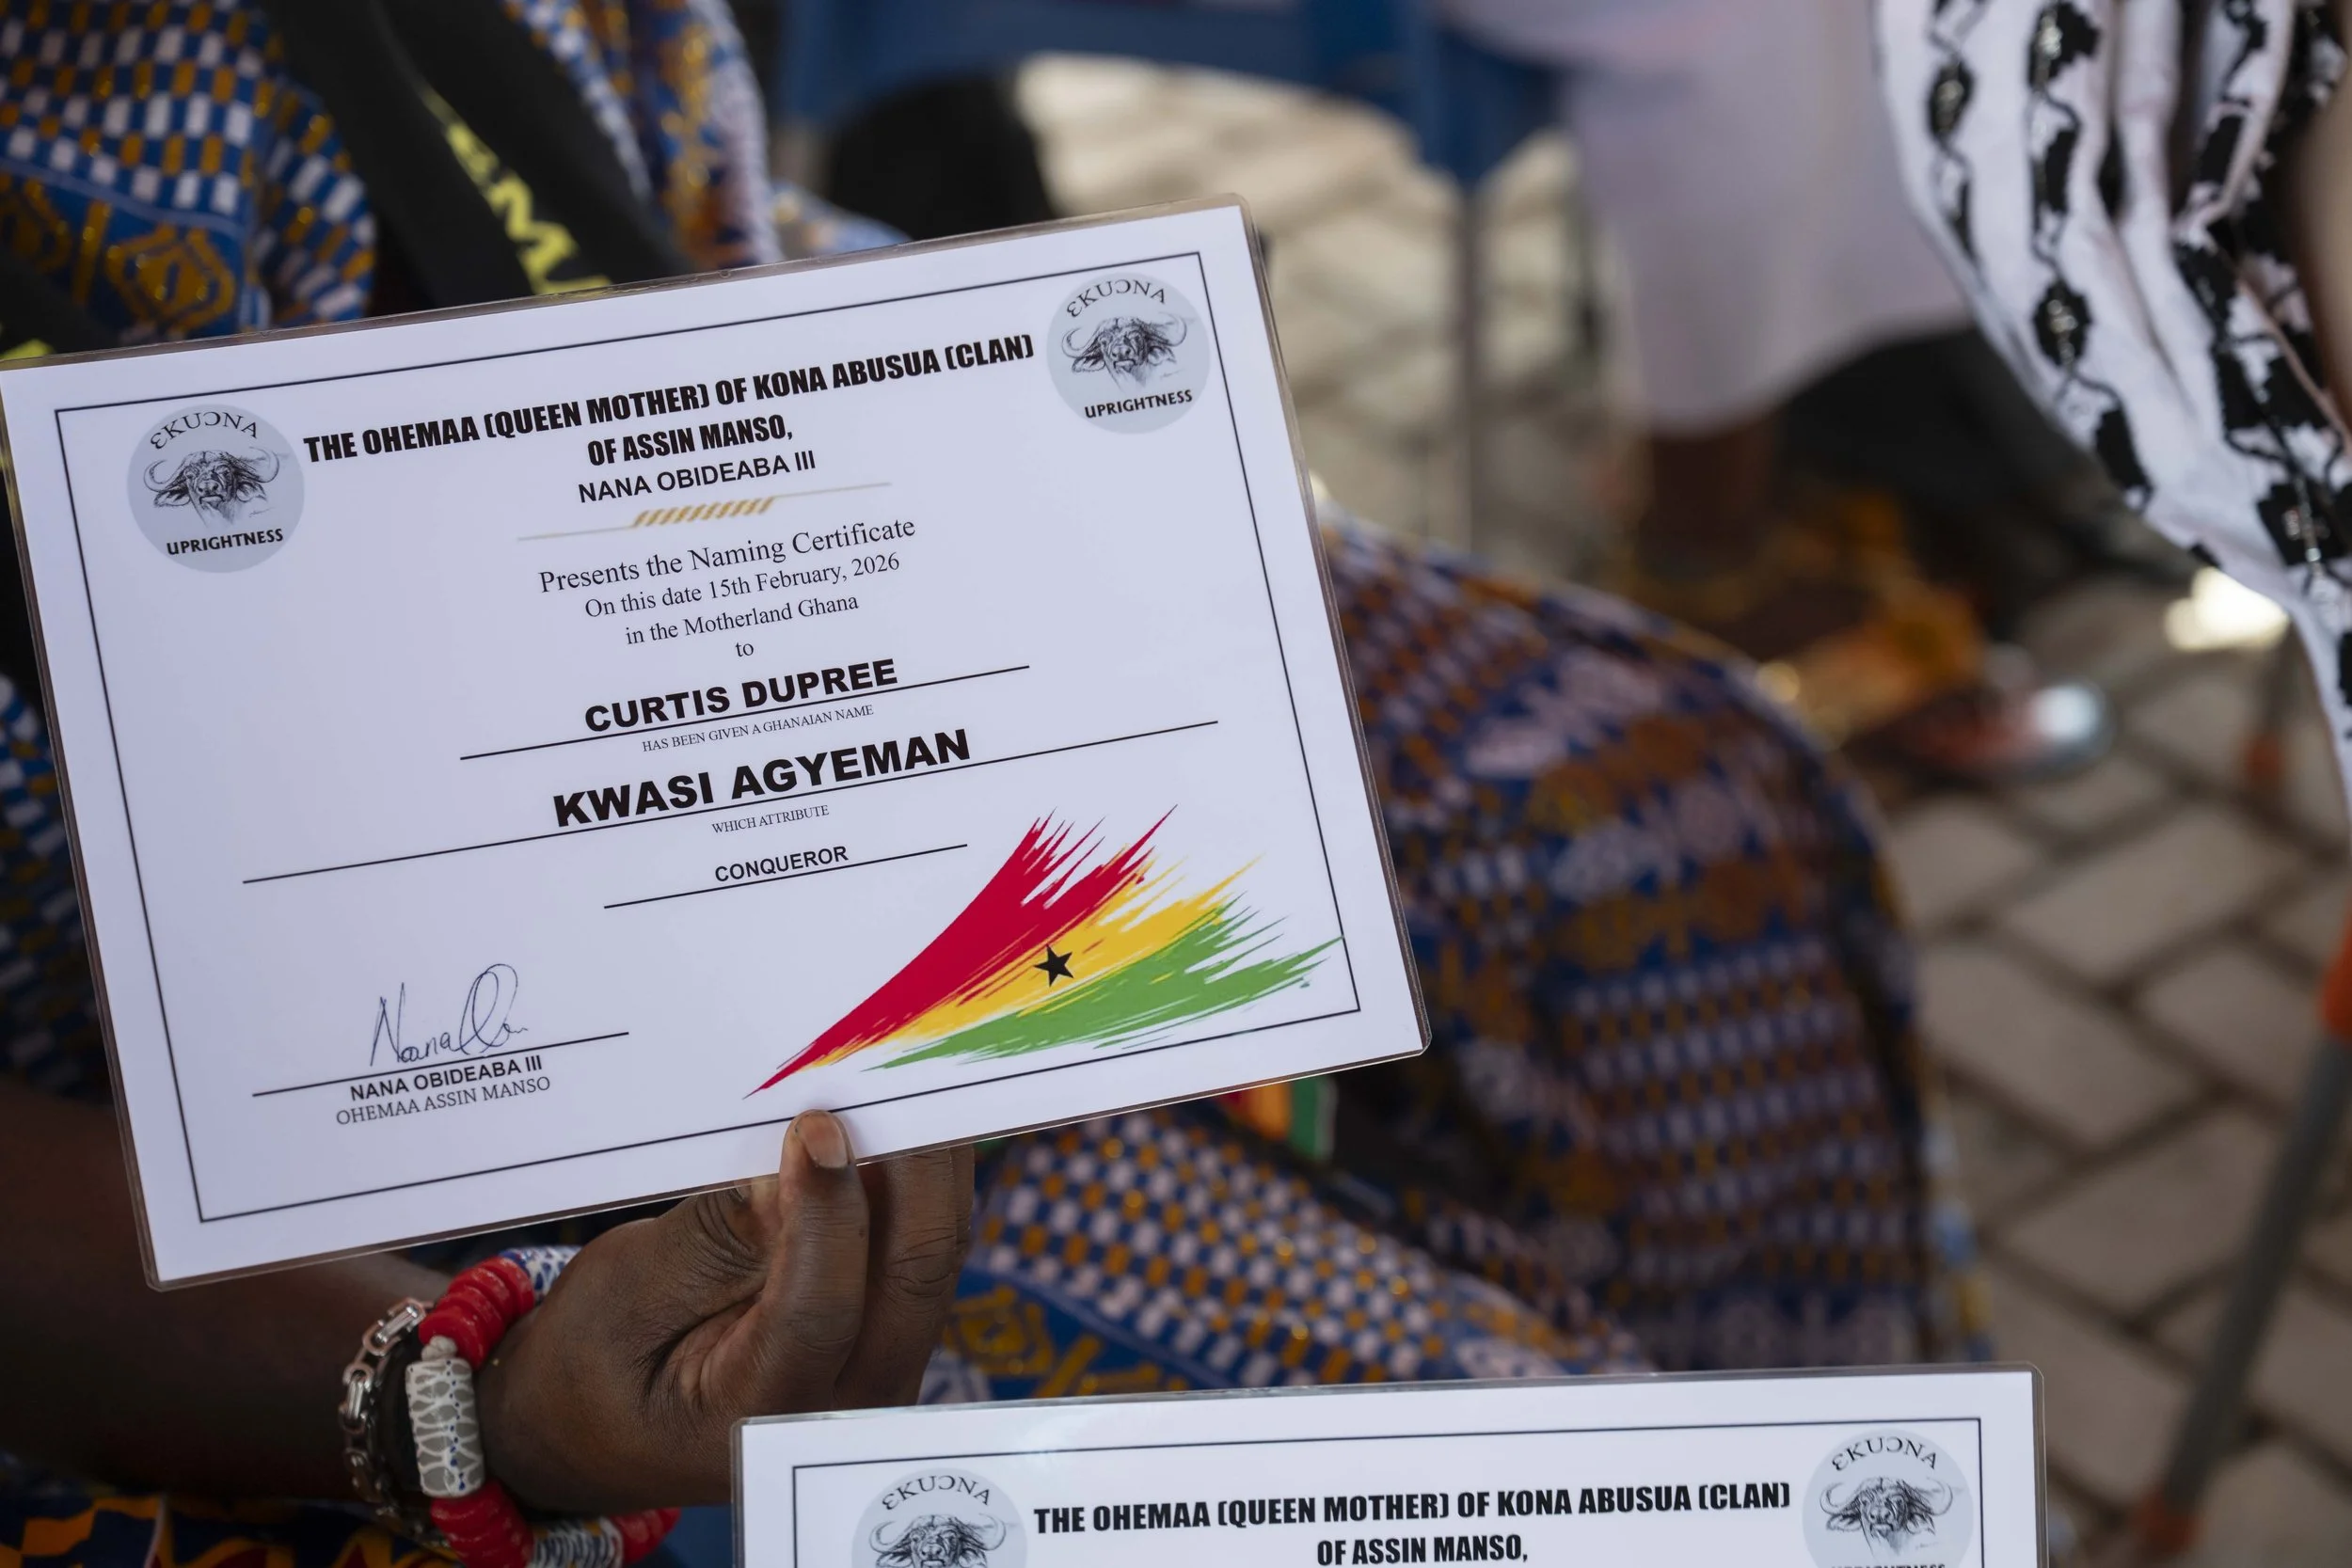 ƐKUƆNA
UPRIGHTNESS
ƐKUƆNA
UPRIGHTNESS
THE OHEMAA (QUEEN MOTHER) OF KONA ABUSUA (CLAN)
OF ASSIN MANSO,
NANA OBIDEABA III
Presents the Naming Certificate
On this date 15th February, 2026
in the Motherland Ghana
to
CURTIS DUPREE
HAS BEEN GIVEN A GHANAIAN NAME
KWASI AGYEMAN
WHICH ATTRIBUTE
CONQUEROR
NANA OBIDEABA III
OHEMAA ASSIN MANSO
ƐKUƆNA
ƐKUƆNA
THE OHEMAA (QUEEN MOTHER) OF KONA ABUSUA (CLAN)
OF ASSIN MANSO,